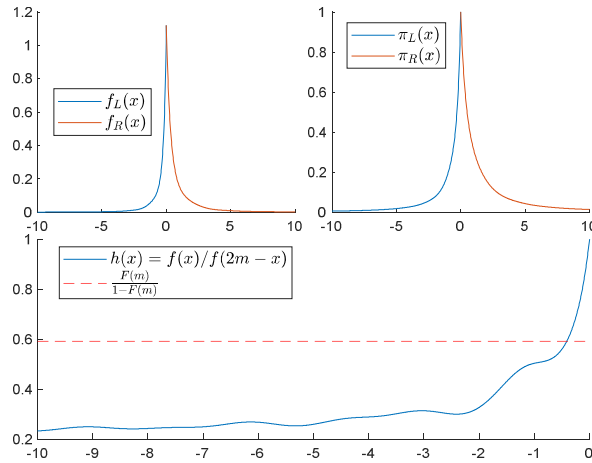 1.2
1
0.8
0.6
0.4
0.2
0
-10 -5 0 5 10
f_L(x)
f_R(x)
1
0.8
0.6
0.4
0.2
0
-10 -5 0 5 10
π_L(x)
π_R(x)
1
0.8
0.6
0.4
0.2
-10 -9 -8 -7 -6 -5 -4 -3 -2 -1 0
h(x) = f(x)/f(2m − x)
F(m)
1−F(m)